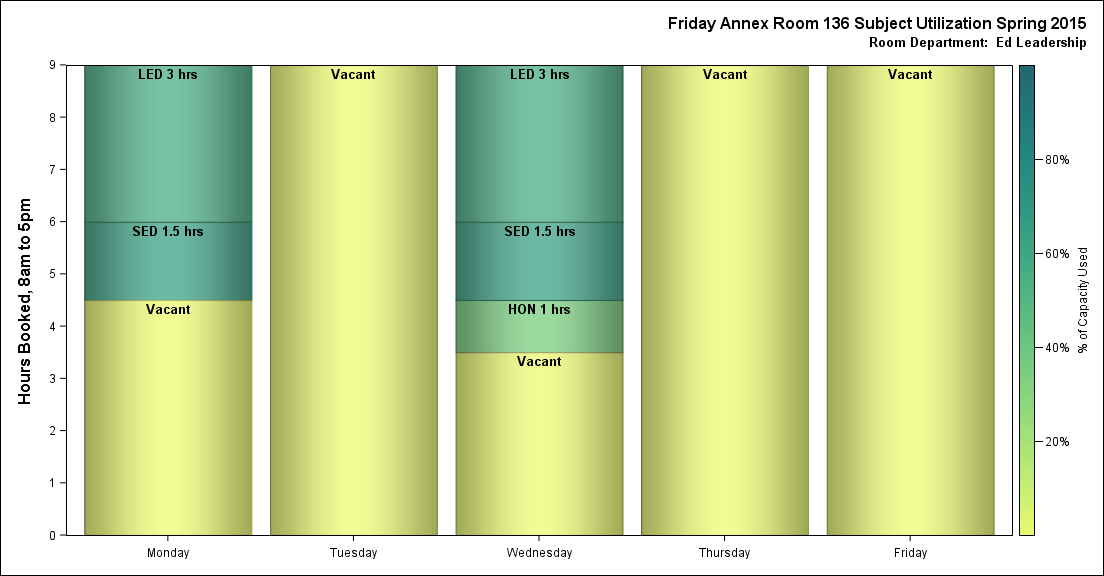 Friday Annex Room 136 Subject Utilization Spring 2015
Room Department:  Ed Leadership
Hours Booked, 8am to 5pm
9
8
7
6
5
4
3
2
1
0
LED 3 hrs
SED 1.5 hrs
Vacant
Vacant
LED 3 hrs
SED 1.5 hrs
HON 1 hrs
Vacant
Vacant
Vacant
Monday
Tuesday
Wednesday
Thursday
Friday
80%
60%
40%
20%
% of Capacity Used